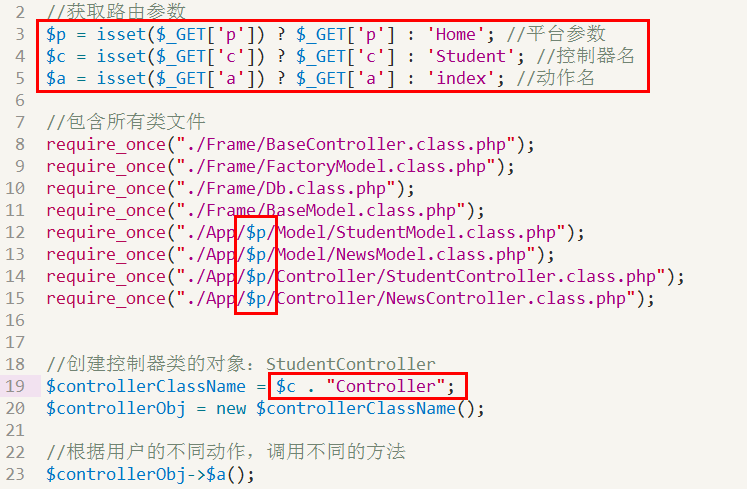 2 //获取路由参数
3 $p = isset($_GET['p']) ? $_GET['p'] : 'Home'; //平台参数
4 $c = isset($_GET['c']) ? $_GET['c'] : 'Student'; //控制器名
5 $a = isset($_GET['a']) ? $_GET['a'] : 'index'; //动作名
6
7 //包含所有类文件
8 require_once("./Frame/BaseController.class.php");
9 require_once("./Frame/FactoryModel.class.php");
10 require_once("./Frame/Db.class.php");
11 require_once("./Frame/BaseModel.class.php");
12 require_once("./App/$p/Model/StudentModel.class.php");
13 require_once("./App/$p/Model/NewsModel.class.php");
14 require_once("./App/$p/Controller/StudentController.class.php");
15 require_once("./App/$p/Controller/NewsController.class.php");
16
17
18 //创建控制器类的对象：StudentController
19 $controllerClassName = $c . "Controller";
20 $controllerObj = new $controllerClassName();
21
22 //根据用户的不同动作，调用不同的方法
23 $controllerObj->$a();